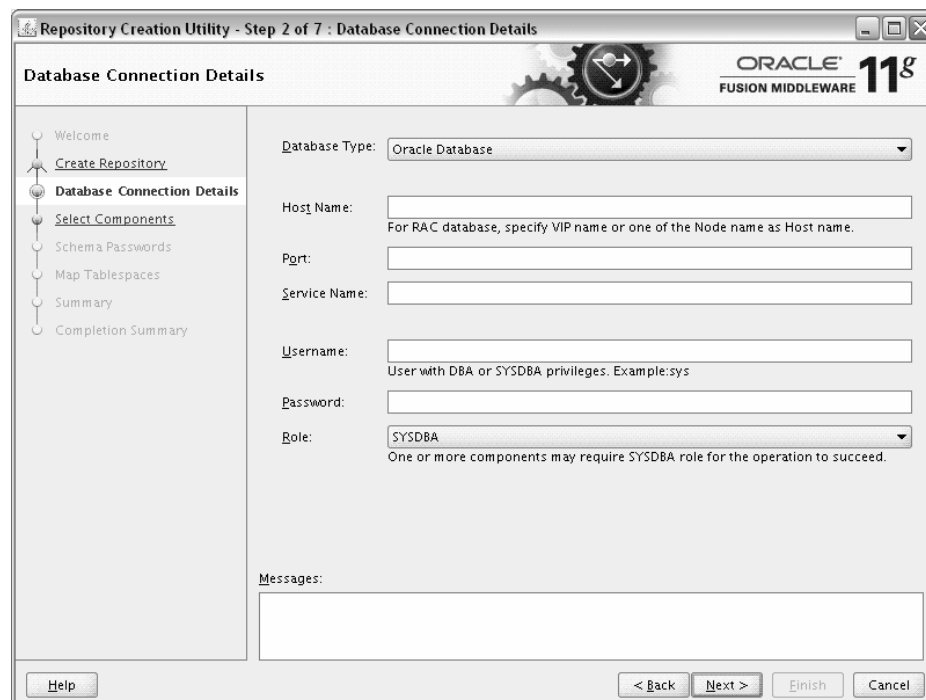 Repository Creation Utility - Step 2 of 7 : Database Connection Details
Database Connection Details
ORACLE
FUSION MIDDLEWARE
11g
Welcome
Create Repository
Database Connection Details
Select Components
Schema Passwords
Map Tablespaces
Summary
Completion Summary
Database Type: Oracle Database
Host Name:
For RAC database, specify VIP name or one of the Node name as Host name.
Port:
Service Name:
Username:
User with DBA or SYSDBA privileges. Example:sys
Password:
Role: SYSDBA
One or more components may require SYSDBA role for the operation to succeed.
Messages:
Help < Back Next > Finish Cancel